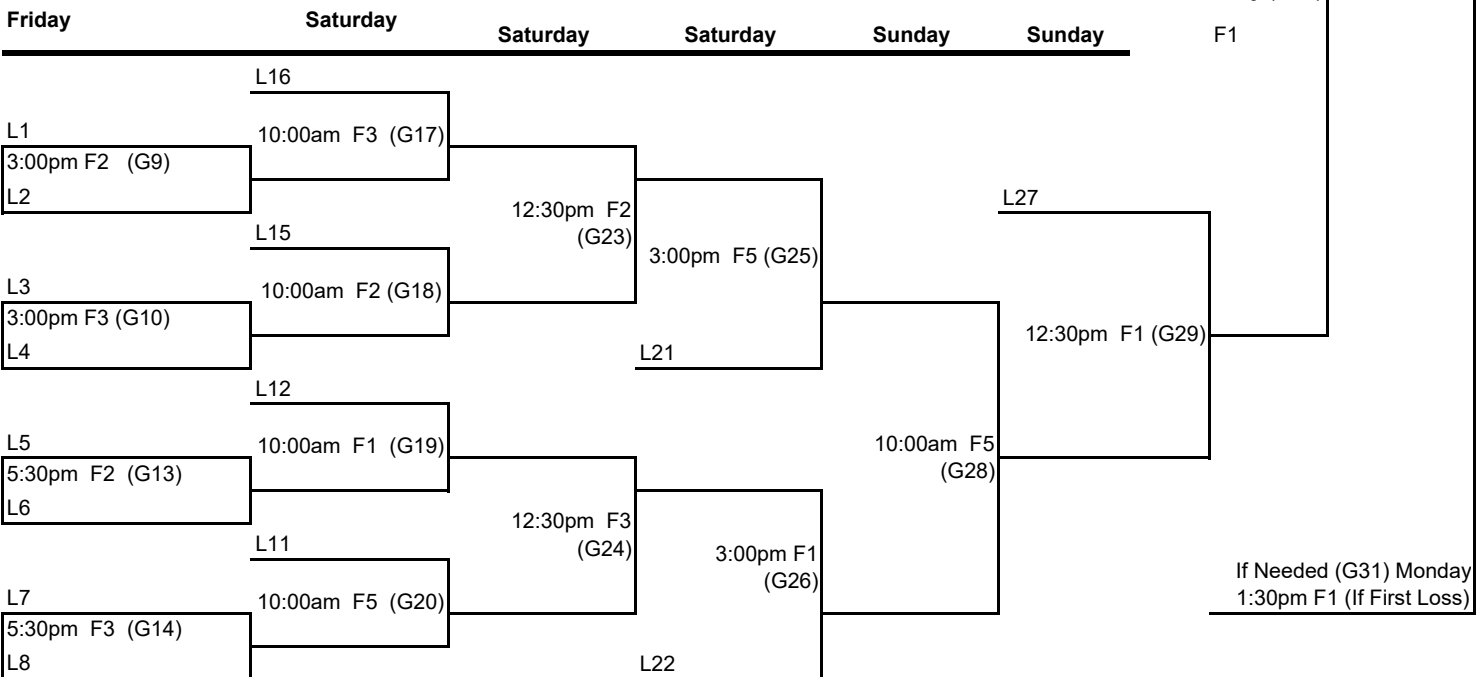 Friday
Saturday
Saturday
Saturday
Sunday
Sunday
F1
L16
L1
10:00am F3 (G17)
3:00pm F2 (G9)
L2
12:30pm F2
(G23)
L27
L15
3:00pm F5 (G25)
L3
10:00am F2 (G18)
3:00pm F3 (G10)
12:30pm F1 (G29)
L4
L21
L12
L5
10:00am F1 (G19)
10:00am F5
(G28)
5:30pm F2 (G13)
L6
12:30pm F3
(G24)
L11
3:00pm F1
(G26)
If Needed (G31) Monday
1:30pm F1 (If First Loss)
L7
10:00am F5 (G20)
5:30pm F3 (G14)
L8
L22